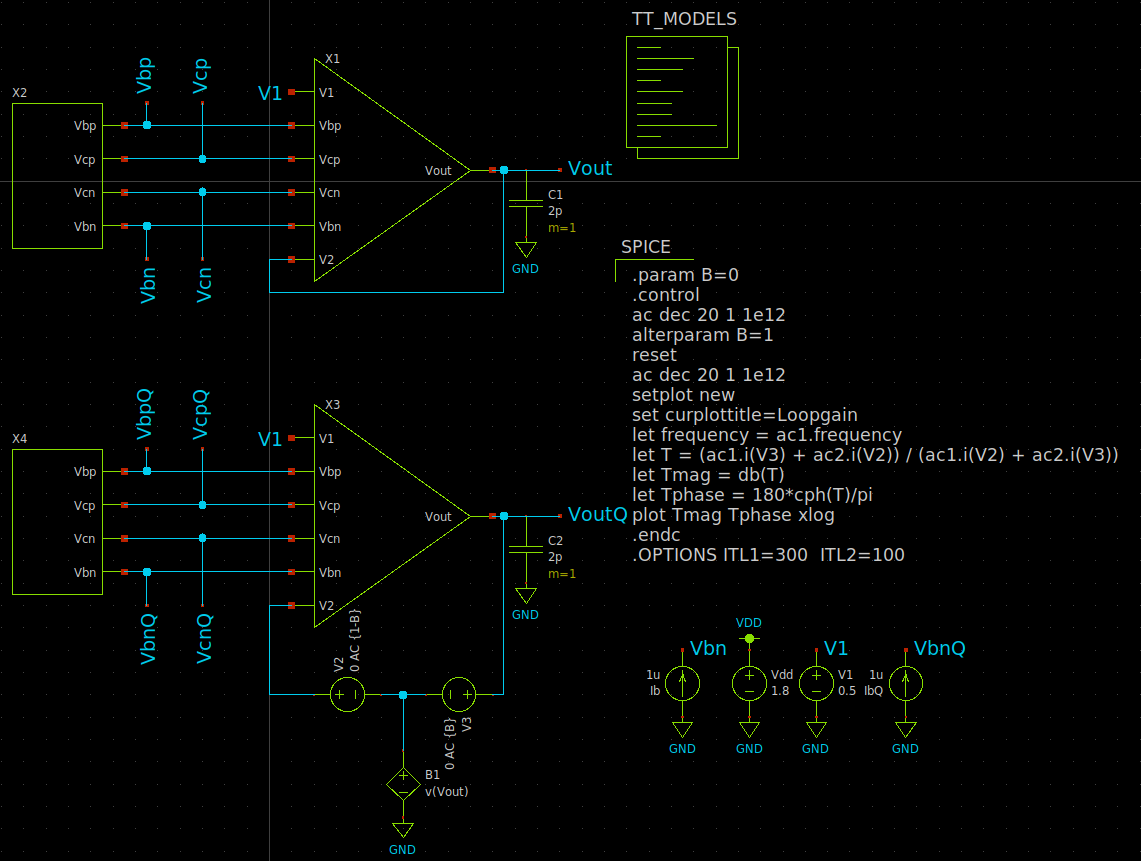 TT_MODELS
X1
Vbp
Vcp
X2
V1
V1
Vbp
Vbp
Vcp
Vcp
Vout
Vout
Vcn
Vcn
C1
2p
m=1
Vbn
Vbn
V2
GND
Vbn
Vcn
SPICE
.param B=0
.control
ac dec 20 1 1e12
alterparam B=1
reset
ac dec 20 1 1e12
setplot new
set curplottitle=Loopgain
let frequency = ac1.frequency
let T = (ac1.i(V3) + ac2.i(V2)) / (ac1.i(V2) + ac2.i(V3))
let Tmag = db(T)
let Tphase = 180*cph(T)/pi
plot Tmag Tphase xlog
.endc
.OPTIONS ITL1=300  ITL2=100
VbpQ
VcpQ
X3
X4
V1
V1
Vbp
Vbp
Vcp
Vcp
Vout
VoutQ
Vcn
Vcn
C2
2p
m=1
Vbn
Vbn
V2
GND
VbnQ
VcnQ
V2
0 AC {1-B}
V3
0 AC {B}
B1
v(Vout)
GND
Vbn
1u
Ib
GND
VDD
Vdd
1.8
GND
V1
V1
0.5
GND
VbnQ
1u
IbQ
GND